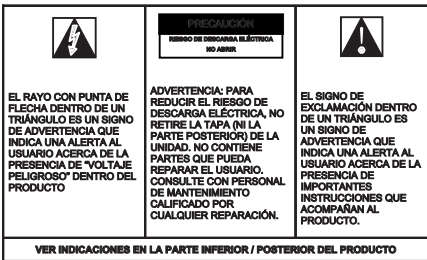 PRECAUCIÓN
RIESGO DE DESCARGA ELÉCTRICA
NO ABRIR
EL RAYO CON PUNTA DE
FLECHA DENTRO DE UN
TRIÁNGULO ES UN SIGNO
DE ADVERTENCIA QUE
INDICA UNA ALERTA AL
USUARIO ACERCA DE LA
PRESENCIA DE "VOLTAJE
PELIGROSO" DENTRO DEL
PRODUCTO
ADVERTENCIA: PARA
REDUCIR EL RIESGO DE
DESCARGA ELÉCTRICA, NO
RETIRE LA TAPA (NI LA
PARTE POSTERIOR) DE LA
UNIDAD. NO CONTIENE
PARTES QUE PUEDA
REPARAR EL USUARIO.
CONSULTE CON PERSONAL
DE MANTENIMIENTO
CALIFICADO POR
CUALQUIER REPARACIÓN.
EL SIGNO DE
EXCLAMACIÓN DENTRO
DE UN TRIÁNGULO ES
UN SIGNO DE
ADVERTENCIA QUE
INDICA UNA ALERTA AL
USUARIO ACERCA DE LA
PRESENCIA DE
IMPORTANTES
INSTRUCCIONES QUE
ACOMPAÑAN AL
PRODUCTO.
VER INDICACIONES EN LA PARTE INFERIOR / POSTERIOR DEL PRODUCTO